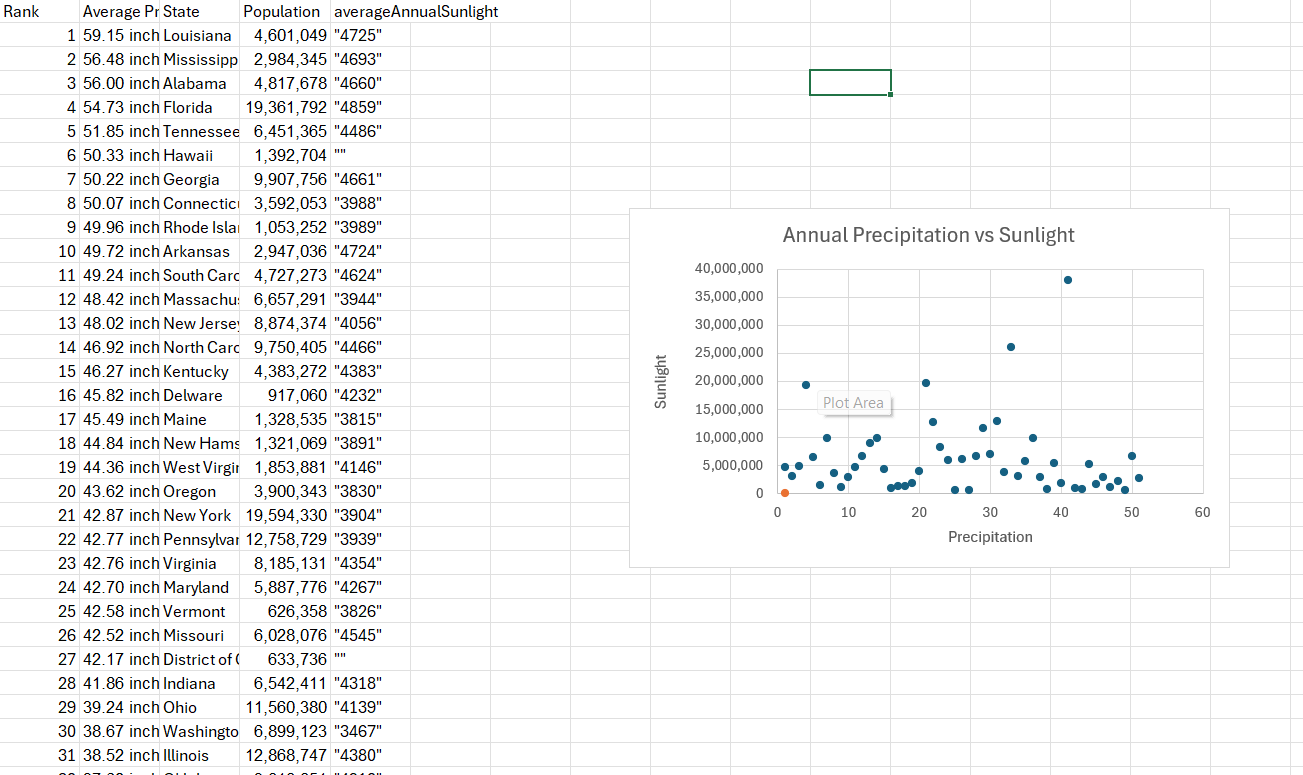 Rank Average Pr State Population averageAnnualSunlight
1 59.15 inch Louisiana 4,601,049 "4725"
2 56.48 inch Mississipp 2,984,345 "4693"
3 56.00 inch Alabama 4,817,678 "4660"
4 54.73 inch Florida 19,361,792 "4859"
5 51.85 inch Tennessee 6,451,365 "4486"
6 50.33 inch Hawaii 1,392,704 ""
7 50.22 inch Georgia 9,907,756 "4661"
8 50.07 inch Connectic 3,592,053 "3988"
9 49.96 inch Rhode Isla 1,053,252 "3989"
10 49.72 inch Arkansas 2,947,036 "4724"
11 49.24 inch South Caro 4,727,273 "4624"
12 48.42 inch Massachu 6,657,291 "3944"
13 48.02 inch New Jersey 8,874,374 "4056"
14 46.92 inch North Caro 9,750,405 "4466"
15 46.27 inch Kentucky 4,383,272 "4383"
16 45.82 inch Delware 917,060 "4232"
17 45.49 inch Maine 1,328,535 "3815"
18 44.84 inch New Hams 1,321,069 "3891"
19 44.36 inch West Virgin 1,853,881 "4146"
20 43.62 inch Oregon 3,900,343 "3830"
21 42.87 inch New York 19,594,330 "3904"
22 42.77 inch Pennsylvan 12,758,729 "3939"
23 42.76 inch Virginia 8,185,131 "4354"
24 42.70 inch Maryland 5,887,776 "4267"
25 42.58 inch Vermont 626,358 "3826"
26 42.52 inch Missouri 6,028,076 "4545"
27 42.17 inch District of 633,736 ""
28 41.86 inch Indiana 6,542,411 "4318"
29 39.24 inch Ohio 11,560,380 "4139"
30 38.67 inch Washingto 6,899,123 "3467"
31 38.52 inch Illinois 12,868,747 "4380"
Annual Precipitation vs Sunlight
40,000,000
35,000,000
30,000,000
25,000,000
20,000,000
15,000,000
10,000,000
5,000,000
0
Sunlight
Plot Area
0 10 20 30 40 50 60
Precipitation